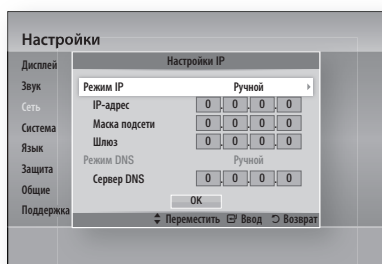 Настройки
Дисплей
Звук
Сеть
Система
Язык
Защита
Общие
Поддержка
Настройки IP
Режим IP Ручной
IP-адрес 0 . 0 . 0 . 0
Маска подсети 0 . 0 . 0 . 0
Шлюз 0 . 0 . 0 . 0
Режим DNS Ручной
Сервер DNS 0 . 0 . 0 . 0
OK
Переместить Ввод Возврат